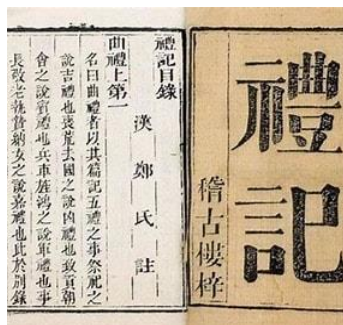 禮記
稽古樓梓
禮記目錄
漢鄭氏註
曲禮上第一
名曰曲禮者以其篇記五禮之事祭祀之
說吉禮也喪荒去國之說凶禮也致貢朝
會之說賓禮也兵車旌鴻之說軍禮也事
長敬老執贄納女之說嘉禮也此於別錄